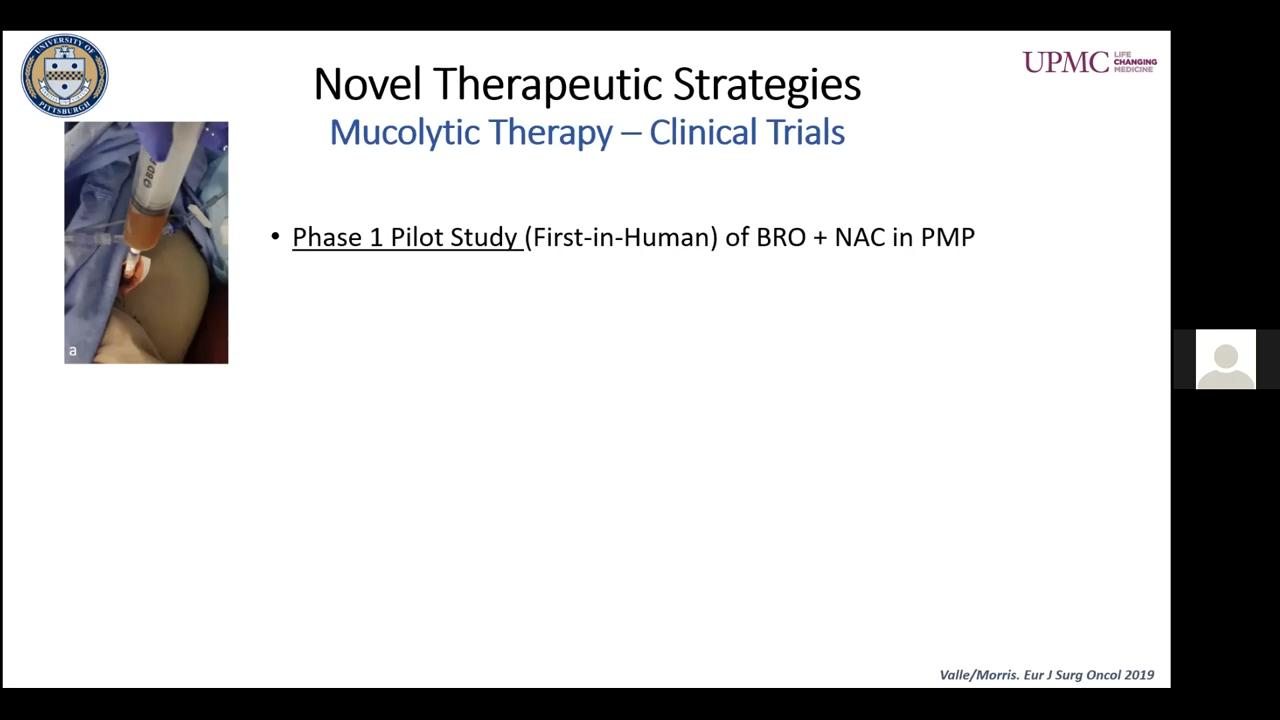 UNIVERSITY OF
PITTSBURGH
UPMC LIFE CHANGING MEDICINE
Novel Therapeutic Strategies
Mucolytic Therapy – Clinical Trials
BD
a
• Phase 1 Pilot Study (First-in-Human) of BRO + NAC in PMP
Valle/Morris. Eur J Surg Oncol 2019